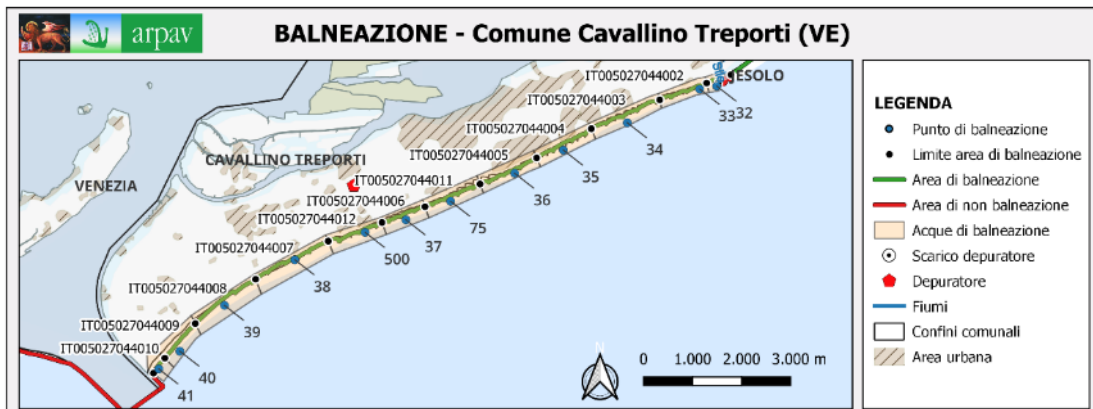 arpav
BALNEAZIONE - Comune Cavallino Treporti (VE)
IT005027044002
JESOLO
IT005027044003
33
32
IT005027044004
34
IT005027044005
35
CAVALLINO TREPORTI
VENEZIA
IT005027044011
36
IT005027044006
75
IT005027044012
37
IT005027044007
500
38
IT005027044008
39
IT005027044009
40
IT005027044010
41
N
0 1.000 2.000 3.000 m
LEGENDA
Punto di balneazione
Limite area di balneazione
Area di balneazione
Area di non balneazione
Acque di balneazione
Scarico depuratore
Depuratore
Fiumi
Confini comunali
Area urbana